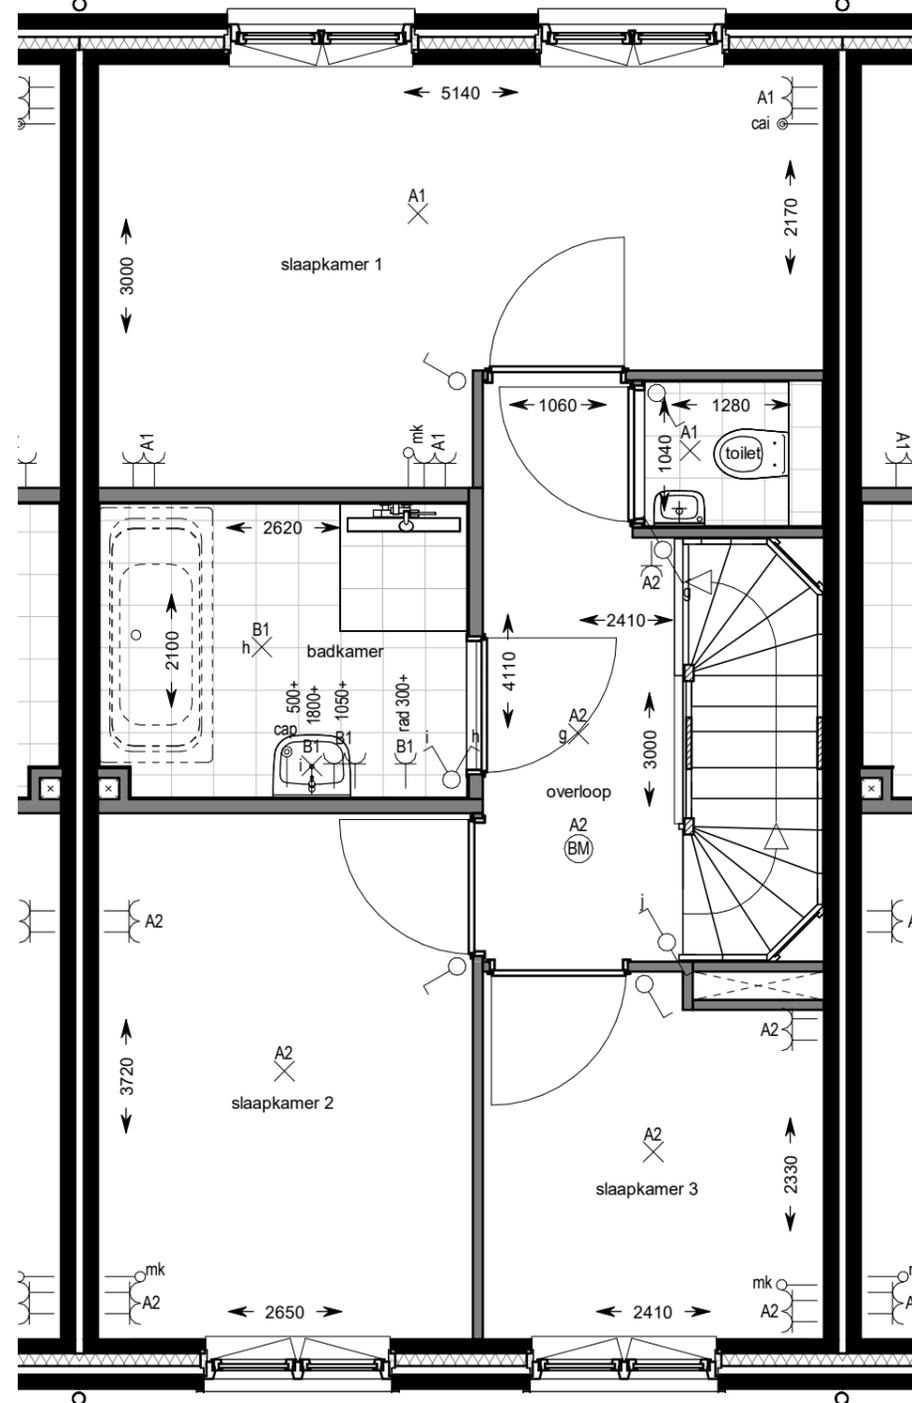 5140
A1
cai
2170
A1
3000
slaapkamer 1
1060
1280
A1
1040
toilet
A1
mk
A1
A1
2620
A2
g
2410
B1
h
2100
badkamer
4110
500+
1800+
1050+
rad 300+
cap
B1
B1
B1
i
i
h
A2
g
3000
overloop
A2
BM
j
A2
A
A2
3720
A2
slaapkamer 2
A2
slaapkamer 3
2330
mk
A2
mk
A2
2650
2410
A